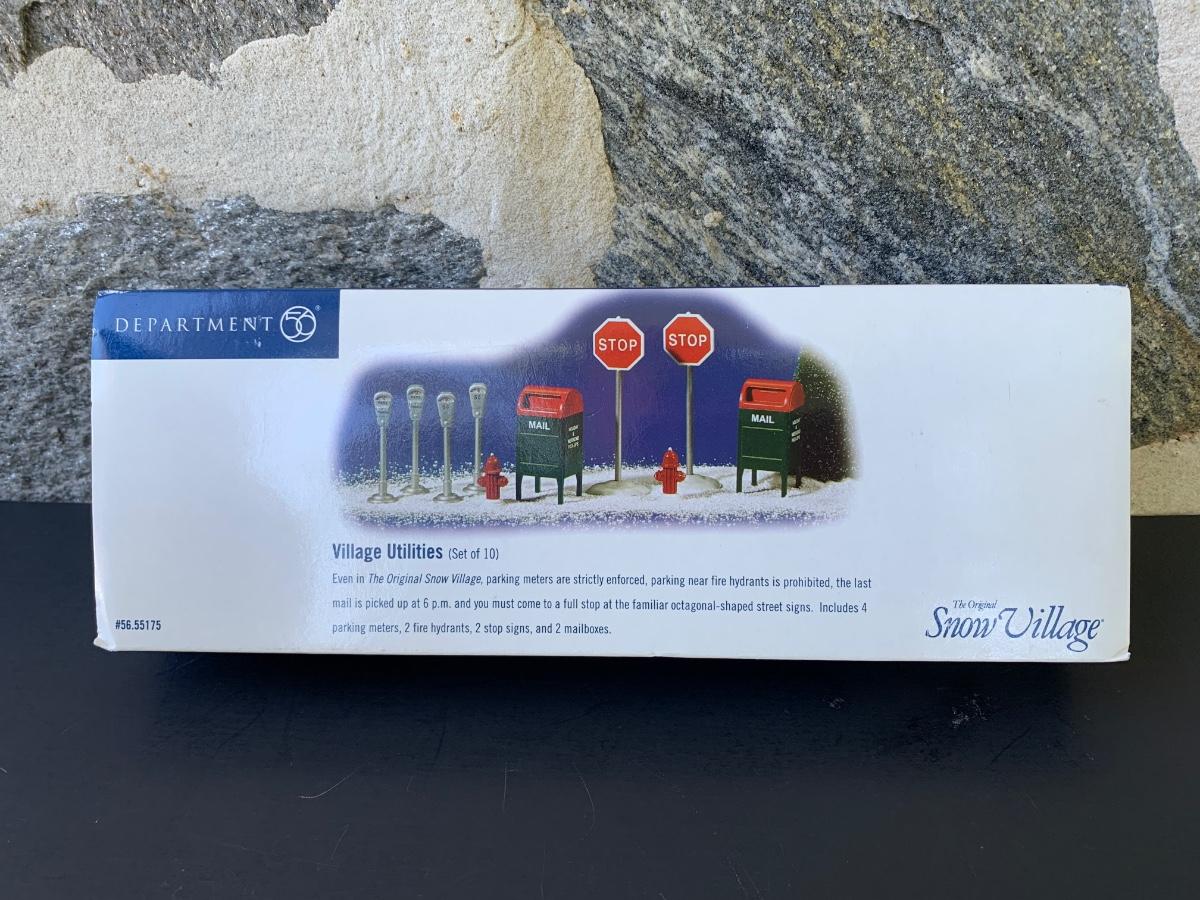 DEPARTMENT 56®
STOP
STOP
MAIL
MAIL
Village Utilities (Set of 10)
Even in The Original Snow Village, parking meters are strictly enforced, parking near fire hydrants is prohibited, the last
mail is picked up at 6 p.m. and you must come to a full stop at the familiar octagonal-shaped street signs. Includes 4
parking meters, 2 fire hydrants, 2 stop signs, and 2 mailboxes.
#56.55175
The Original
Snow Village®